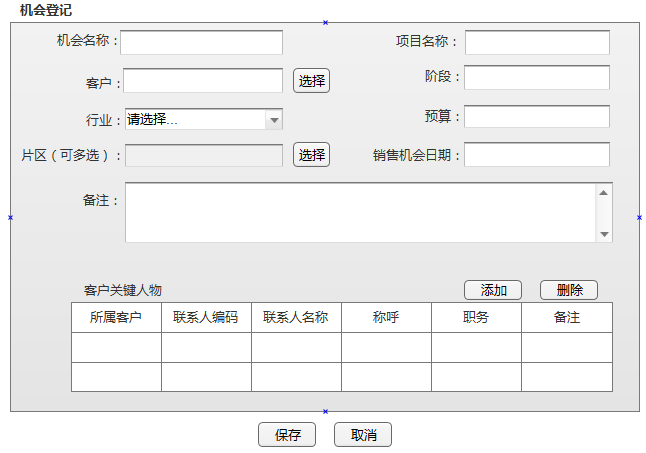 机会登记
机会名称： 项目名称：
客户： 选择 阶段：
行业： 请选择... 预算：
片区（可多选）： 选择 销售机会日期：
备注：
客户关键人物 添加 删除
所属客户 联系人编码 联系人名称 称呼 职务 备注
保存 取消